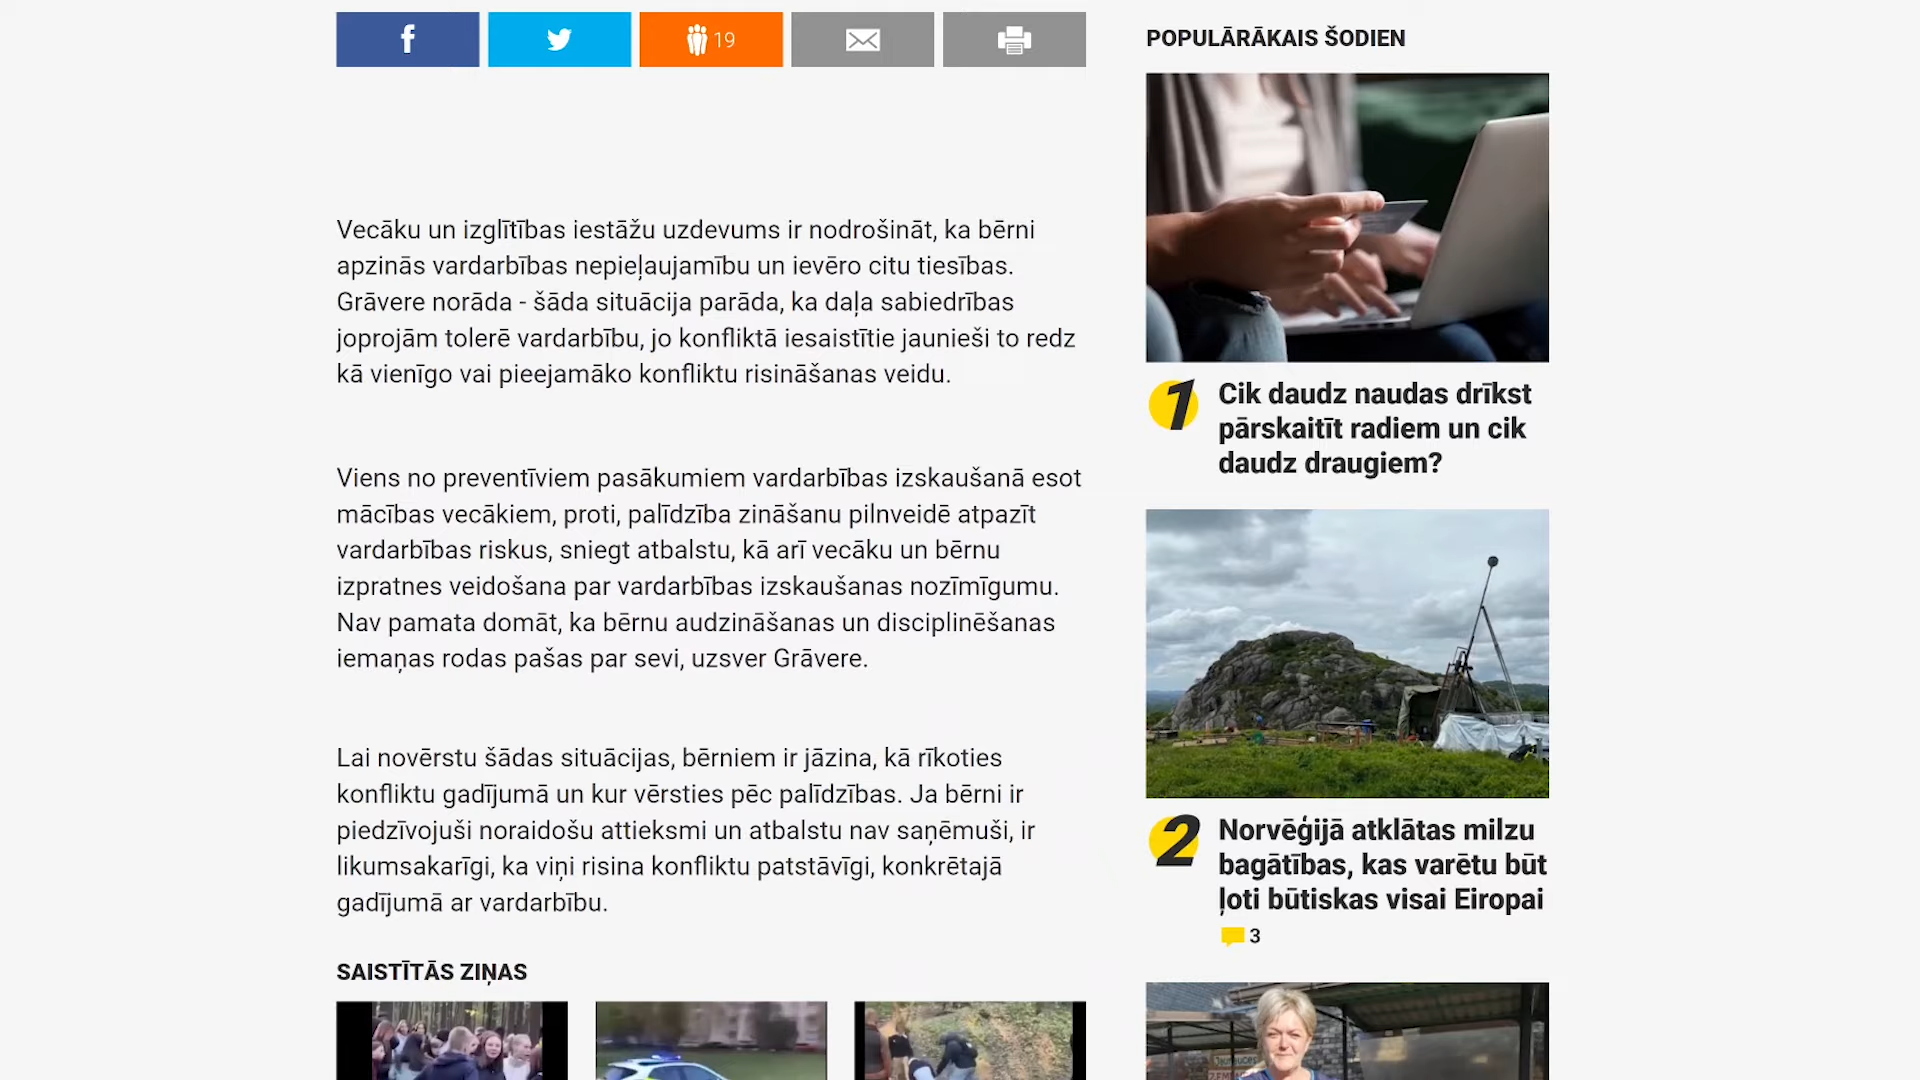 19
Vecāku un izglītības iestāžu uzdevums ir nodrošināt, ka bērni
apzinās vardarbības nepieļaujamību un ievēro citu tiesības.
Grāvere norāda - šāda situācija parāda, ka daļa sabiedrības
joprojām tolerē vardarbību, jo konfliktā iesaistītie jaunieši to redz
kā vienīgo vai pieejamāko konfliktu risināšanas veidu.
Viens no preventīviem pasākumiem vardarbības izskaušanā esot
mācības vecākiem, proti, palīdzība zināšanu pilnveidē atpazīt
vardarbības riskus, sniegt atbalstu, kā arī vecāku un bērnu
izpratnes veidošana par vardarbības izskaušanas nozīmīgumu.
Nav pamata domāt, ka bērnu audzināšanas un disciplinēšanas
iemaņas rodas pašas par sevi, uzsver Grāvere.
Lai novērstu šādas situācijas, bērniem ir jāzina, kā rīkoties
konfliktu gadījumā un kur vērsties pēc palīdzības. Ja bērni ir
piedzīvojuši noraidošu attieksmi un atbalstu nav saņēmuši, ir
likumsakarīgi, ka viņi risina konfliktu patstāvīgi, konkrētajā
gadījumā ar vardarbību.
SAISTĪTĀS ZIŅAS
POPULĀRĀKAIS ŠODIEN
1
Cik daudz naudas drīkst
pārskaitīt radiem un cik
daudz draugiem?
2
Norvēģijā atklātas milzu
bagātības, kas varētu būt
ļoti būtiskas visai Eiropai
3